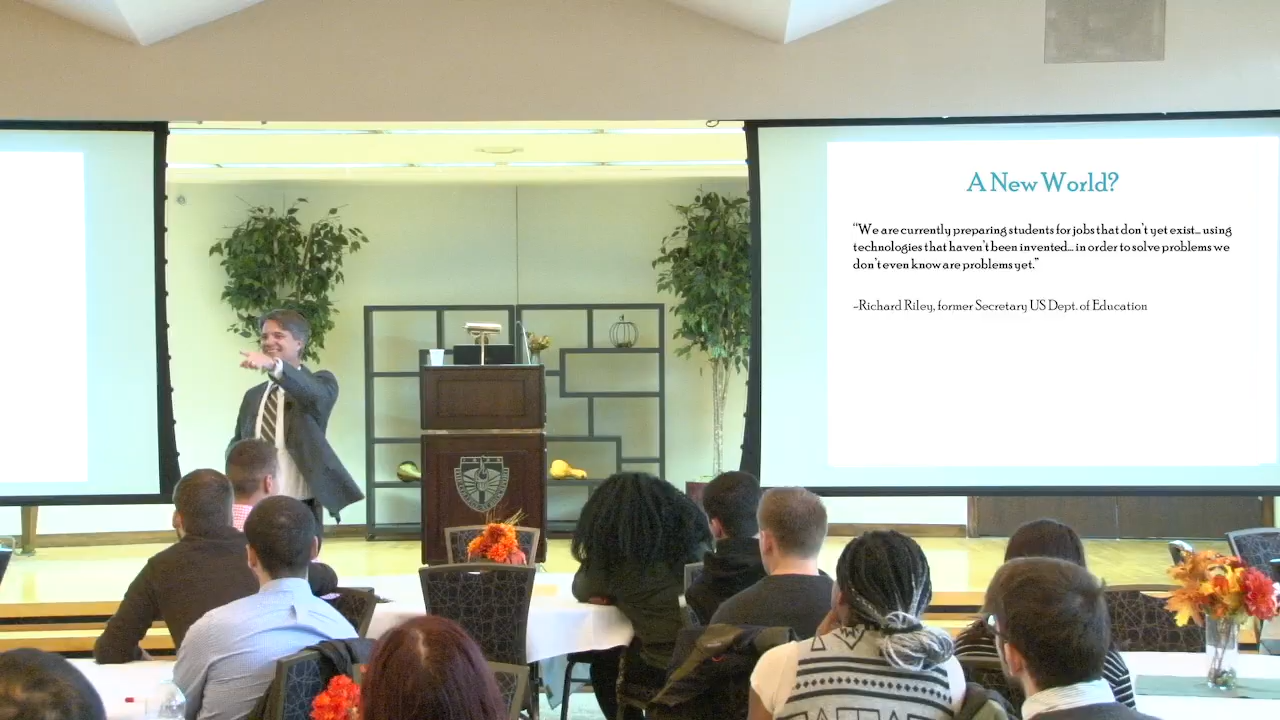 A New World?
“We are currently preparing students for jobs that don’t yet exist... using
technologies that haven’t been invented... in order to solve problems we
don’t even know are problems yet.”
–Richard Riley, former Secretary US Dept. of Education